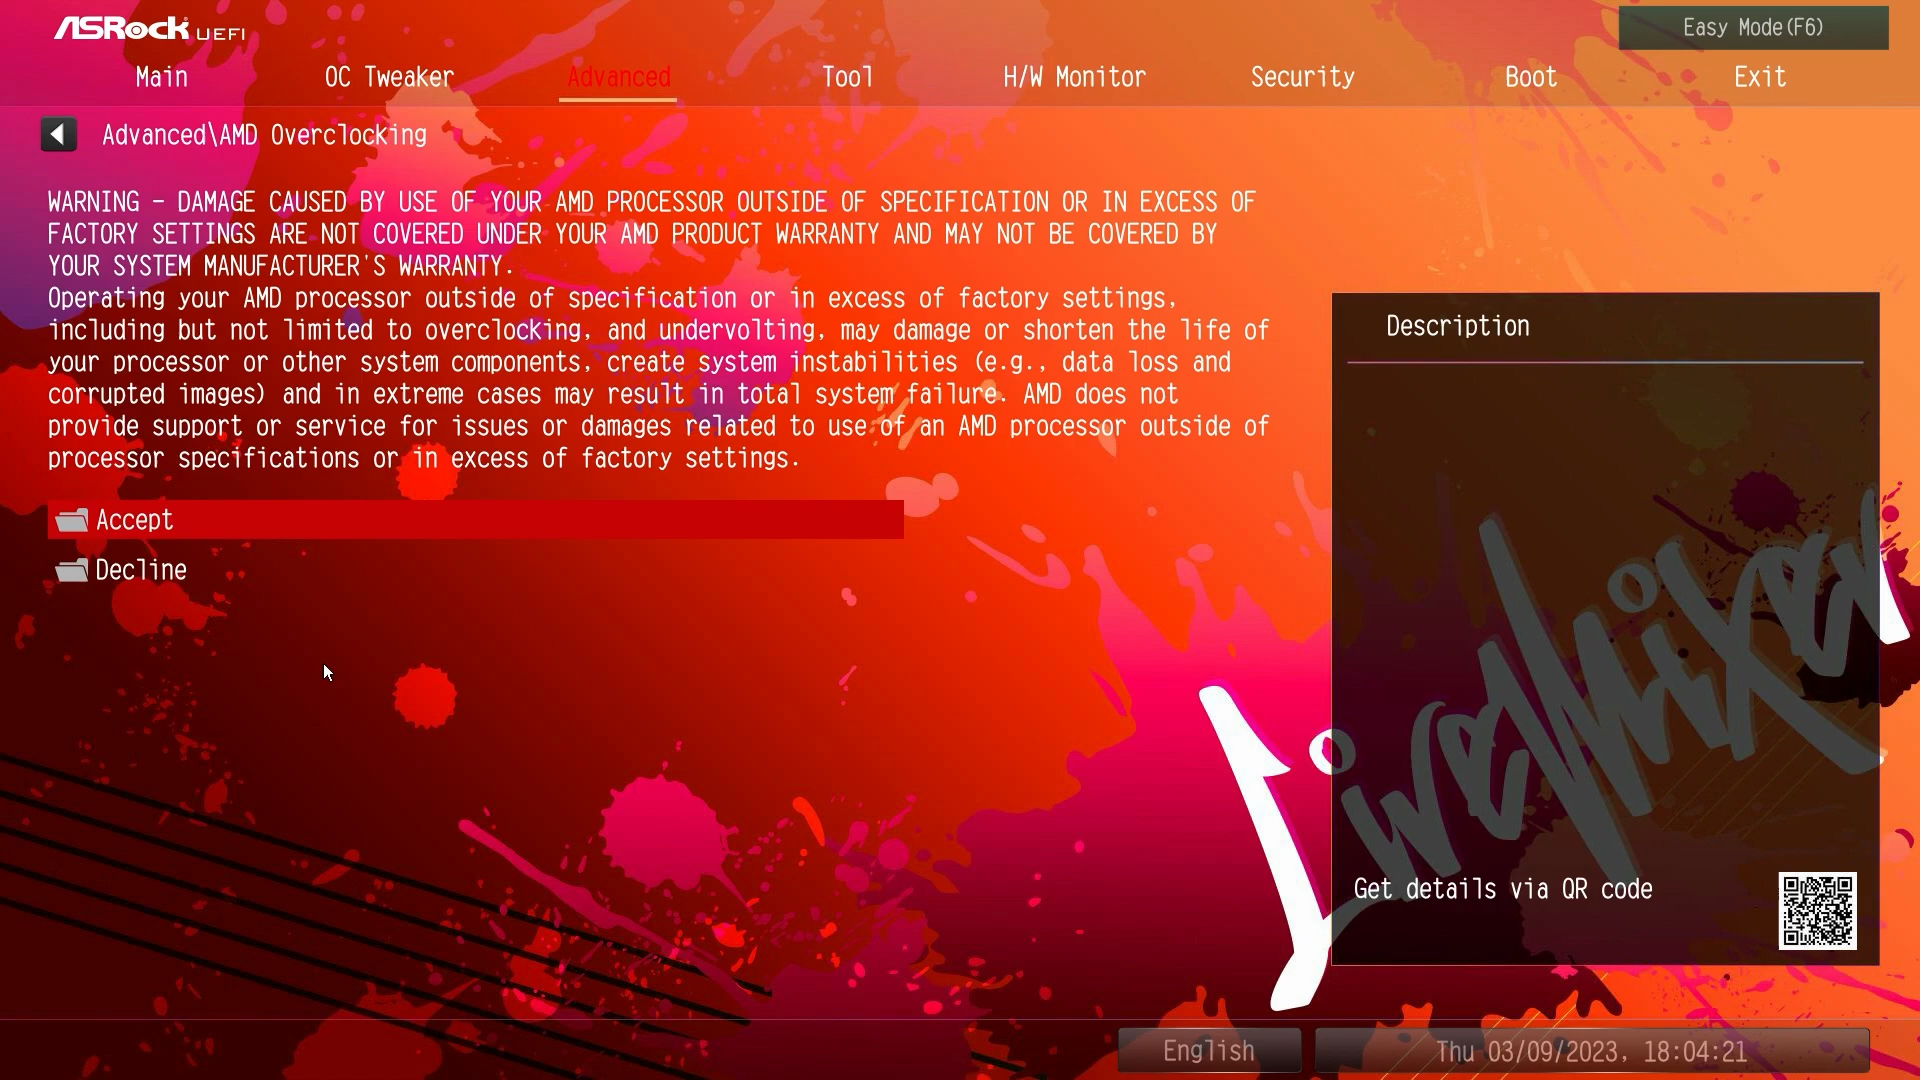 ASRock UEFI
Easy Mode(F6)
Main OC Tweaker Advanced Tool H/W Monitor Security Boot Exit
Advanced\AMD Overclocking
WARNING - DAMAGE CAUSED BY USE OF YOUR AMD PROCESSOR OUTSIDE OF SPECIFICATION OR IN EXCESS OF
FACTORY SETTINGS ARE NOT COVERED UNDER YOUR AMD PRODUCT WARRANTY AND MAY NOT BE COVERED BY
YOUR SYSTEM MANUFACTURER'S WARRANTY.
Operating your AMD processor outside of specification or in excess of factory settings,
including but not limited to overclocking, and undervolting, may damage or shorten the life of
your processor or other system components, create system instabilities (e.g., data loss and
corrupted images) and in extreme cases may result in total system failure. AMD does not
provide support or service for issues or damages related to use of an AMD processor outside of
processor specifications or in excess of factory settings.
Accept
Decline
Description
LiveMixer
Get details via QR code
English
Thu 03/09/2023, 18:04:21